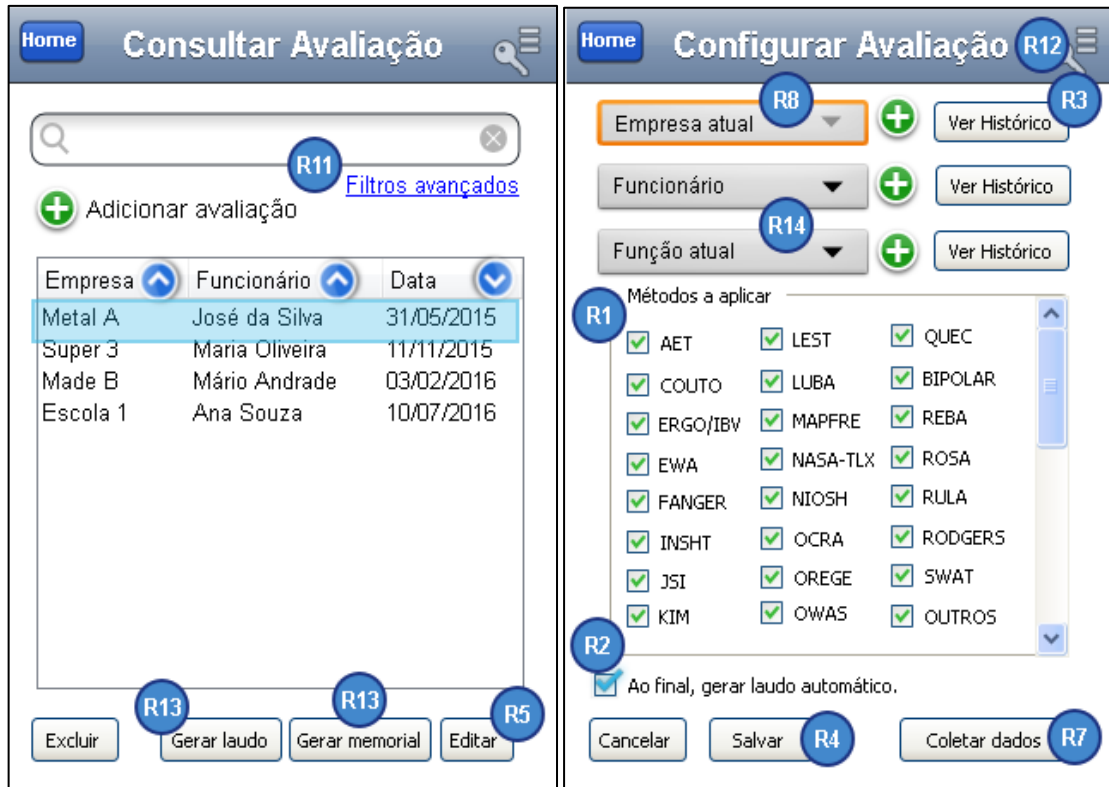 Home Consultar Avaliação
R11
Filtros avançados
Adicionar avaliação
Empresa Funcionário Data
Metal A José da Silva 31/05/2015
Super 3 Maria Oliveira 11/11/2015
Made B Mário Andrade 03/02/2016
Escola 1 Ana Souza 10/07/2016
R13 R13 R5
Excluir Gerar laudo Gerar memorial Editar
Home Configurar Avaliação R12
R8 R3
Empresa atual Ver Histórico
Funcionário Ver Histórico
R14
Função atual Ver Histórico
R1 Métodos a aplicar
AET LEST QUEC
COUTO LUBA BIPOLAR
ERGO/IBV MAPFRE REBA
EWA NASA-TLX ROSA
FANGER NIOSH RULA
INSHT OCRA RODGERS
JSI OREGE SWAT
KIM OWAS OUTROS
R2
Ao final, gerar laudo automático.
Cancelar Salvar R4 Coletar dados R7